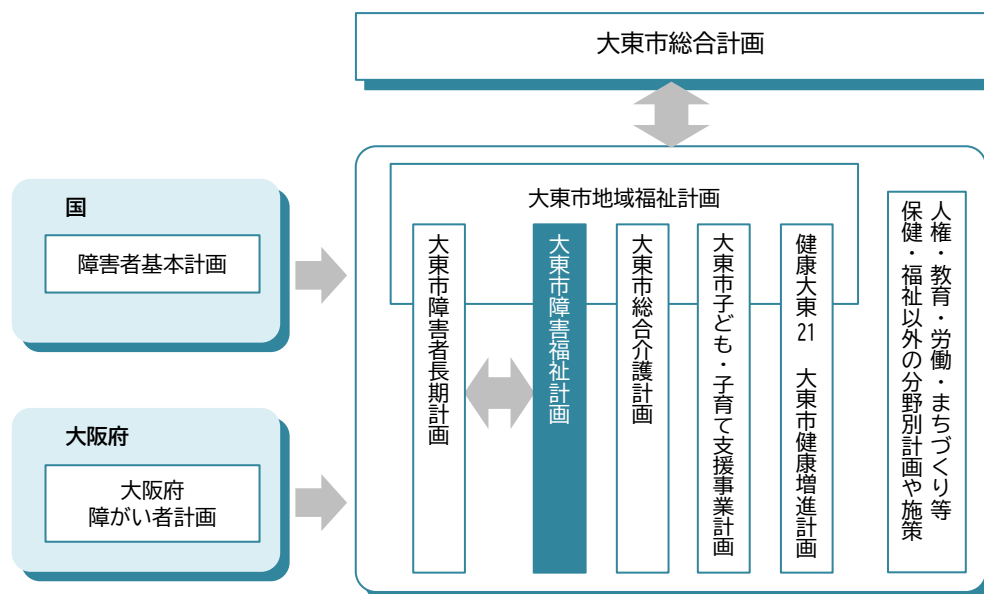 大東市総合計画
国
障害者基本計画
大阪府
大阪府
障がい者計画
大東市地域福祉計画
大東市障害者長期計画
大東市障害福祉計画
大東市総合介護計画
大東市子ども・子育て支援事業計画
健康大東21 大東市健康増進計画
人権・教育・労働・まちづくり等
保健・福祉以外の分野別計画や施策